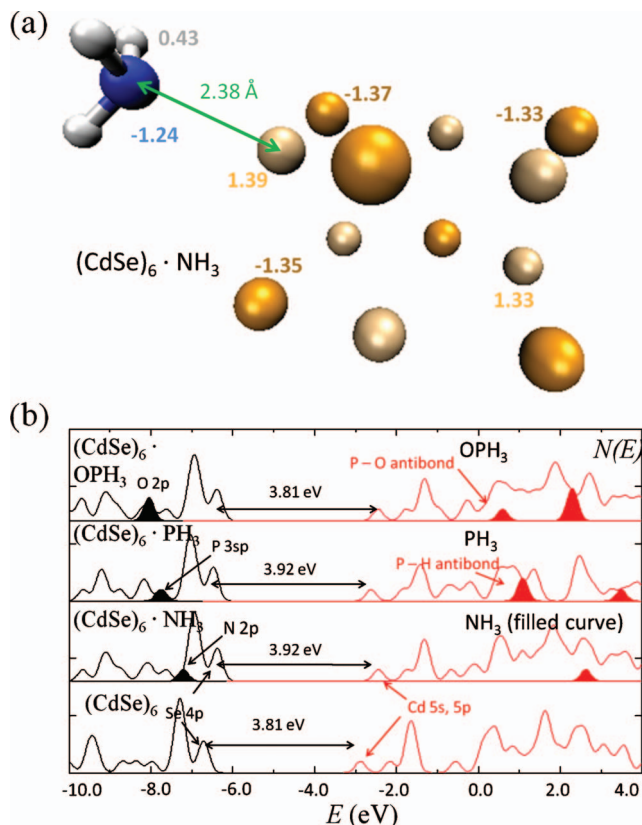 (a)
0.43
2.38 Å
-1.24
-1.37
-1.33
1.39
(CdSe)₆ · NH₃
-1.35
1.33
(b)
(CdSe)₆ ·
OPH₃
O 2p
3.81 eV
P – O antibond
OPH₃
N(E)
(CdSe)₆ · PH₃
P 3sp
3.92 eV
P – H antibond
PH₃
(CdSe)₆ · NH₃
N 2p
3.92 eV
NH₃ (filled curve)
(CdSe)₆
Se 4p
3.81 eV
Cd 5s, 5p
-10.0 -8.0 -6.0 -4.0 -2.0 0.0 2.0 4.0
E (eV)